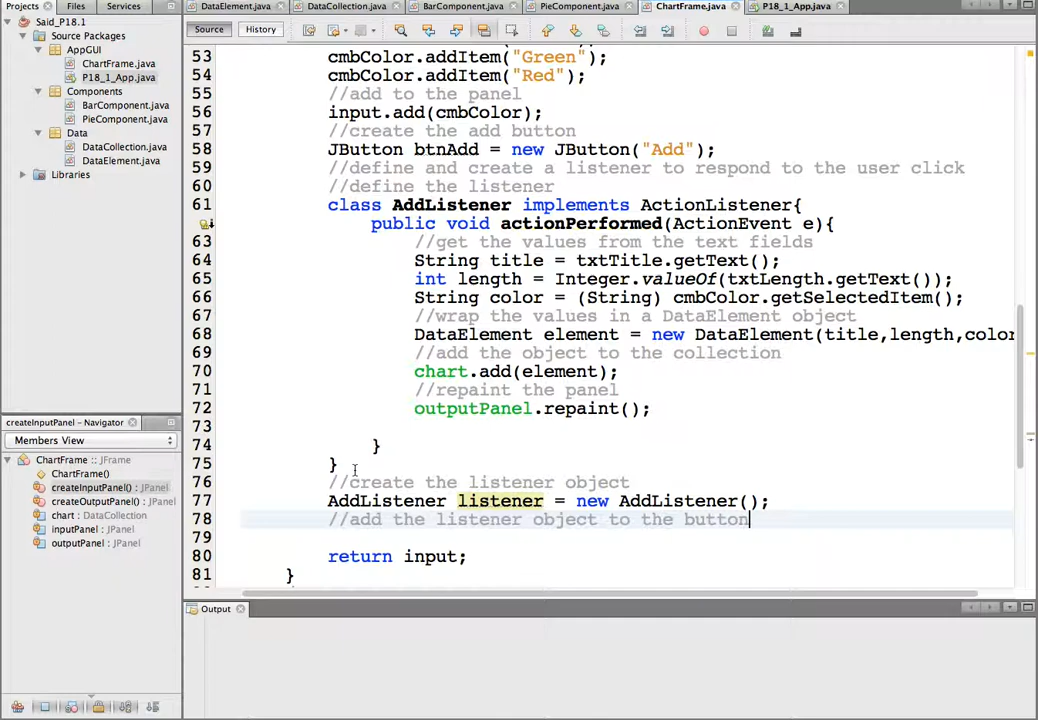 Projects Files Services
DataElement.java DataCollection.java BarComponent.java PieComponent.java ChartFrame.java P18_1_App.java
Said_P18.1
Source Packages
AppGUI
ChartFrame.java
P18_1_App.java
Components
BarComponent.java
PieComponent.java
Data
DataCollection.java
DataElement.java
Libraries
Source History
53 cmbColor.addItem("Green");
54 cmbColor.addItem("Red");
55 //add to the panel
56 input.add(cmbColor);
57 //create the add button
58 JButton btnAdd = new JButton("Add");
59 //define and create a listener to respond to the user click
60 //define the listener
61 class AddListener implements ActionListener{
public void actionPerformed(ActionEvent e){
63 //get the values from the text fields
64 String title = txtTitle.getText();
65 int length = Integer.valueOf(txtLength.getText());
66 String color = (String) cmbColor.getSelectedItem();
67 //wrap the values in a DataElement object
68 DataElement element = new DataElement(title,length,color
69 //add the object to the collection
70 chart.add(element);
71 //repaint the panel
72 outputPanel.repaint();
73
74 }
75 }
76 //create the listener object
77 AddListener listener = new AddListener();
78 //add the listener object to the button
79
80 return input;
81 }
createInputPanel - Navigator
Members View
ChartFrame :: JFrame
ChartFrame()
createInputPanel() : JPanel
createOutputPanel() : JPanel
chart : DataCollection
inputPanel : JPanel
outputPanel : JPanel
Output